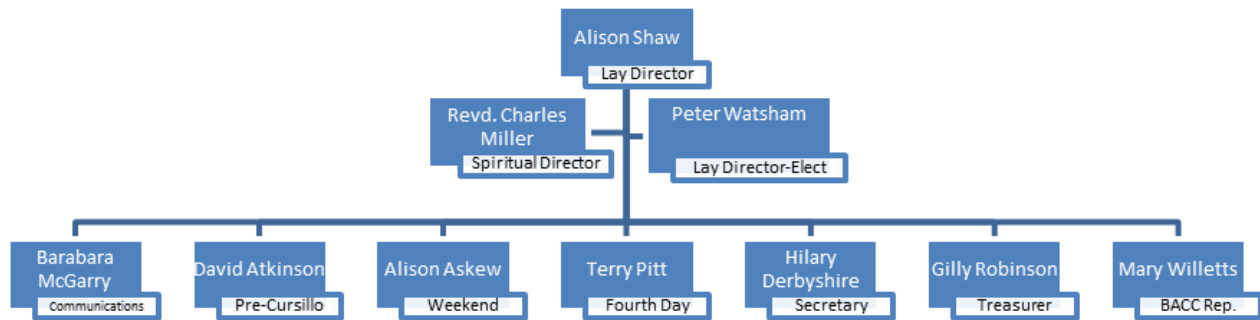 Alison Shaw
Lay Director
Revd. Charles
Miller
Spiritual Director
Peter Watsham
Lay Director-Elect
Barabara
McGarry
Communications
David Atkinson
Pre-Cursillo
Alison Askew
Weekend
Terry Pitt
Fourth Day
Hilary
Derbyshire
Secretary
Gilly Robinson
Treasurer
Mary Willetts
BACC Rep.